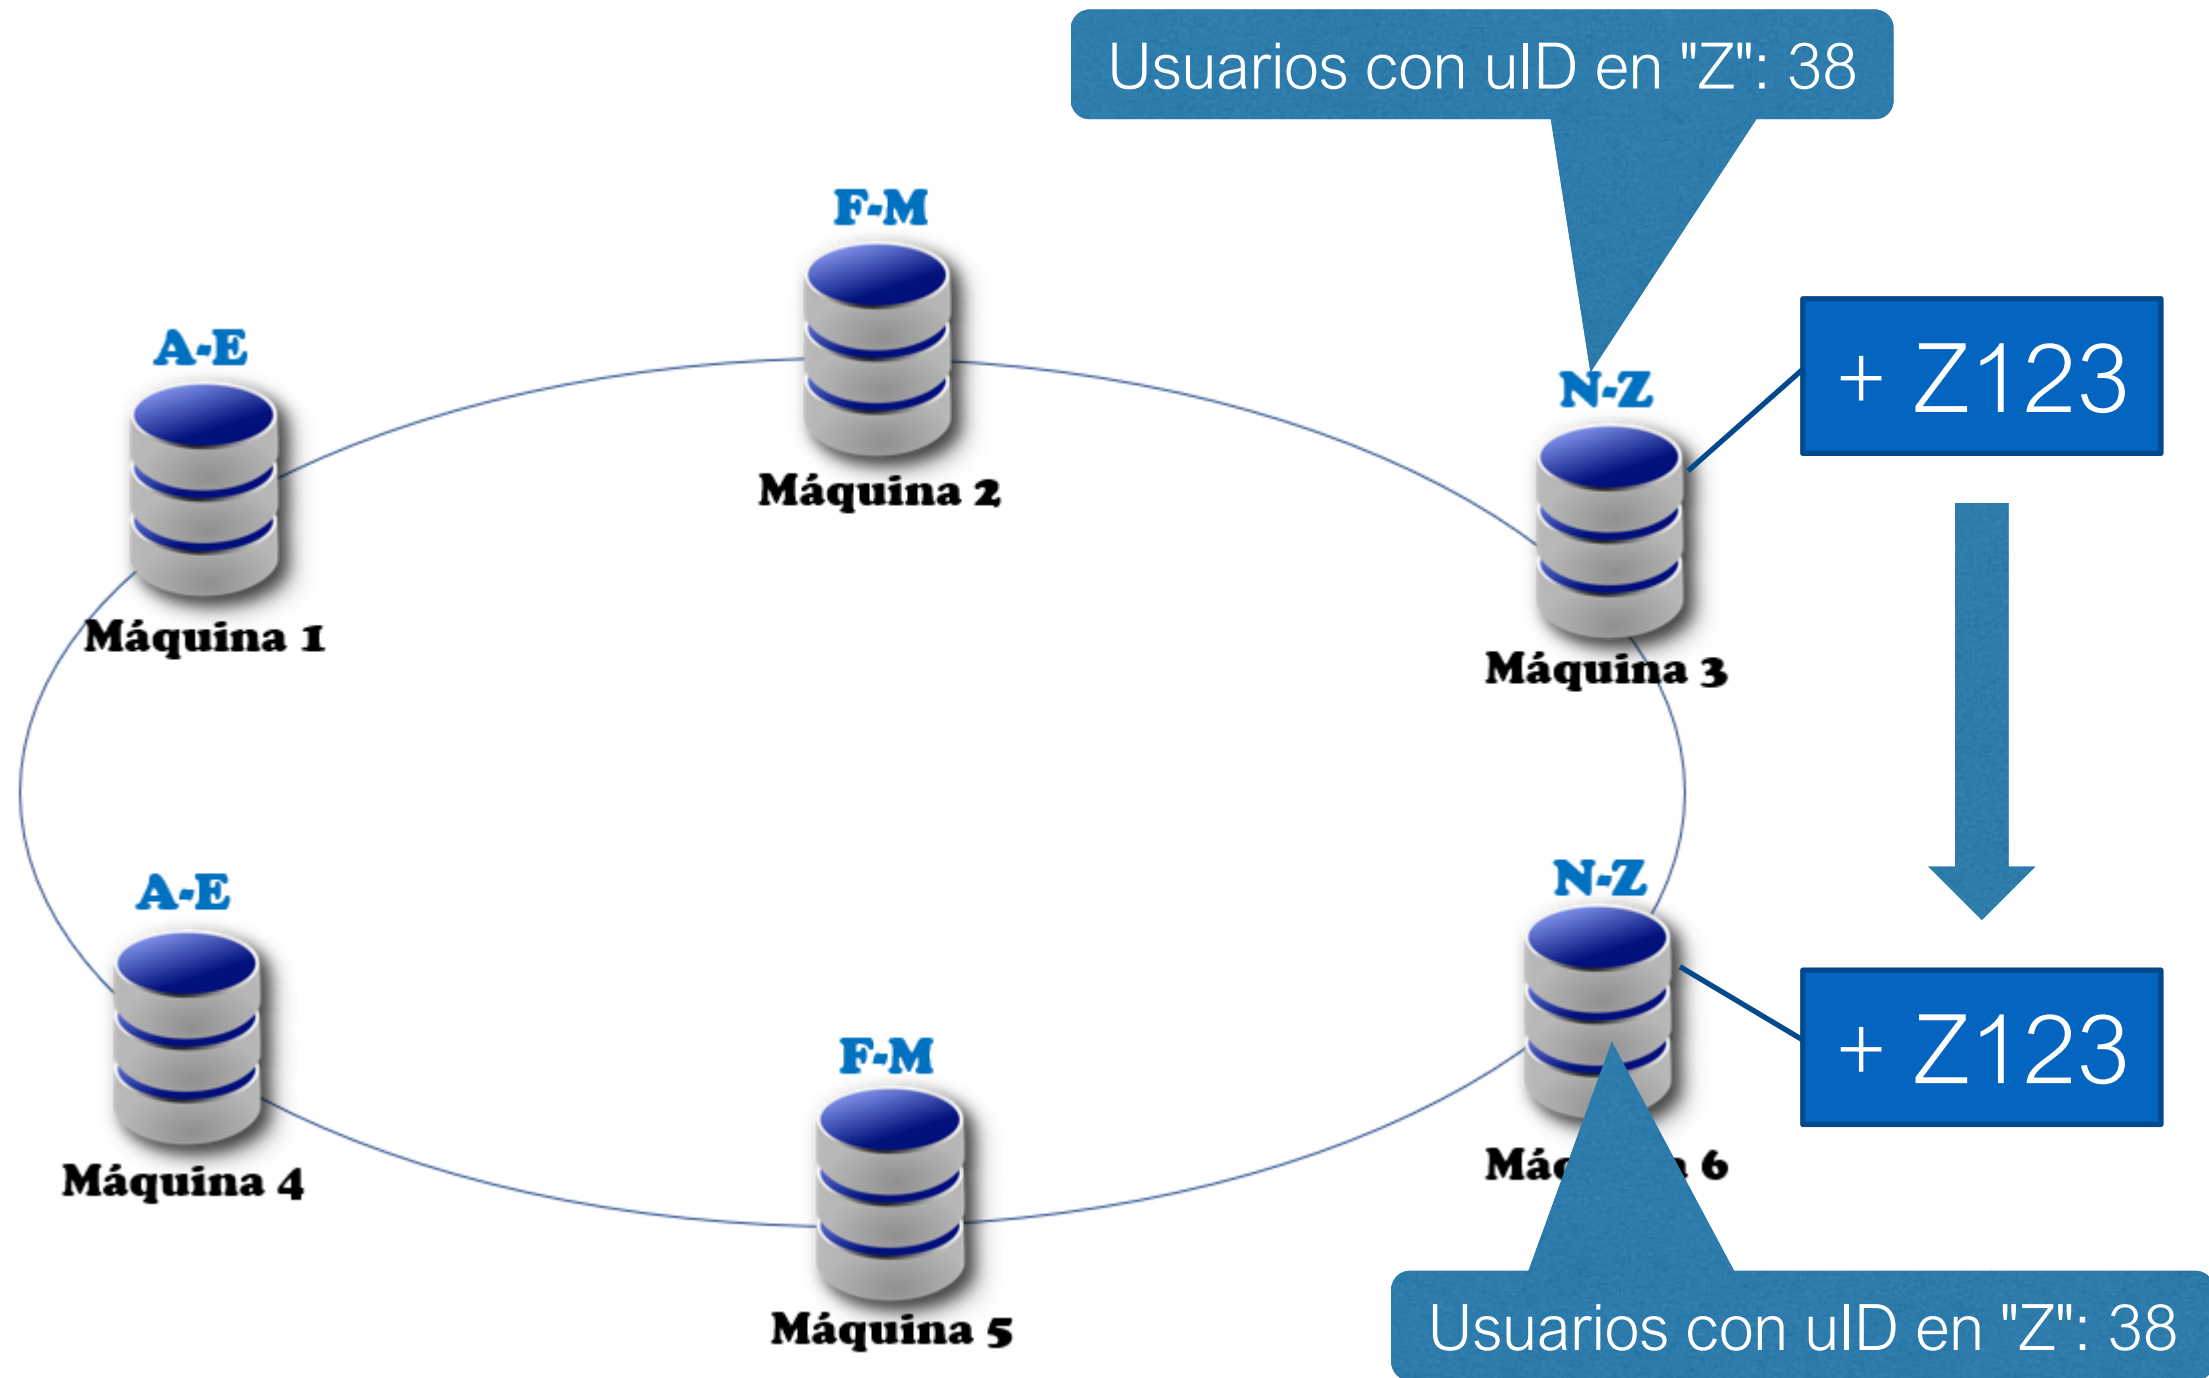 Usuarios con uID en "Z": 38
F-M
Máquina 2
A-E
Máquina 1
N-Z
Máquina 3
+ Z123
A-E
Máquina 4
F-M
Máquina 5
N-Z
6
+ Z123
Usuarios con uID en "Z": 38